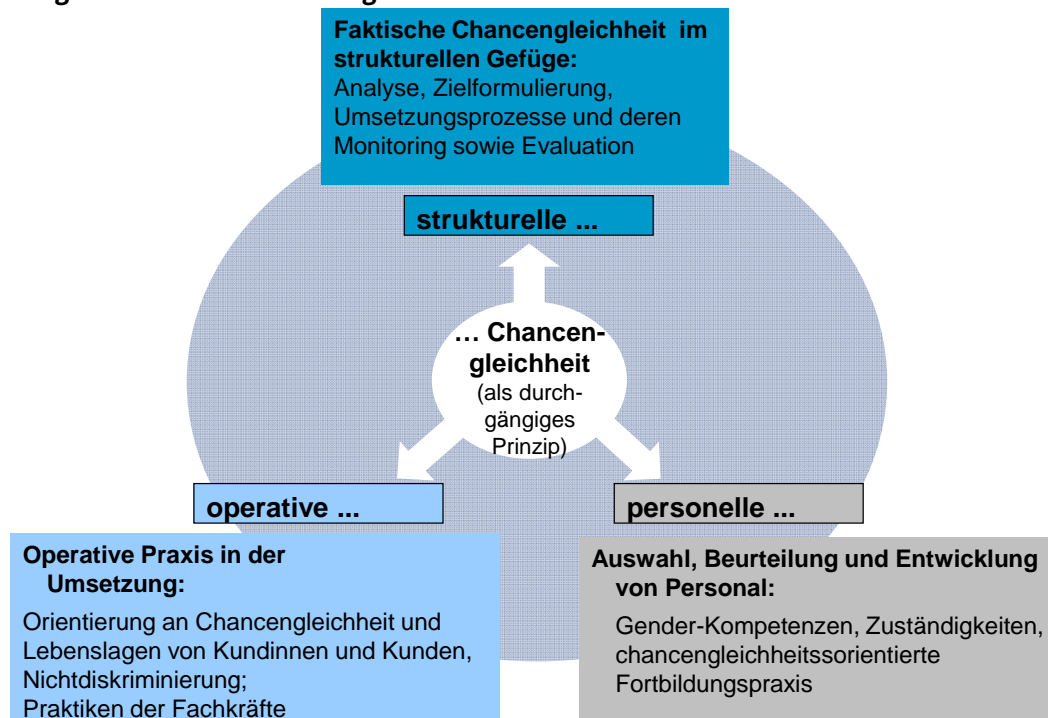 Faktische Chancengleichheit im
strukturellen Gefüge:
Analyse, Zielformulierung,
Umsetzungsprozesse und deren
Monitoring sowie Evaluation
strukturelle ...
... Chancen-
gleichheit
(als durch-
gängiges
Prinzip)
operative ...
personelle ...
Operative Praxis in der
Umsetzung:
Orientierung an Chancengleichheit und
Lebenslagen von Kundinnen und Kunden,
Nichtdiskriminierung;
Praktiken der Fachkräfte
Auswahl, Beurteilung und Entwicklung
von Personal:
Gender-Kompetenzen, Zuständigkeiten,
chancengleichheitssorientierte
Fortbildungspraxis